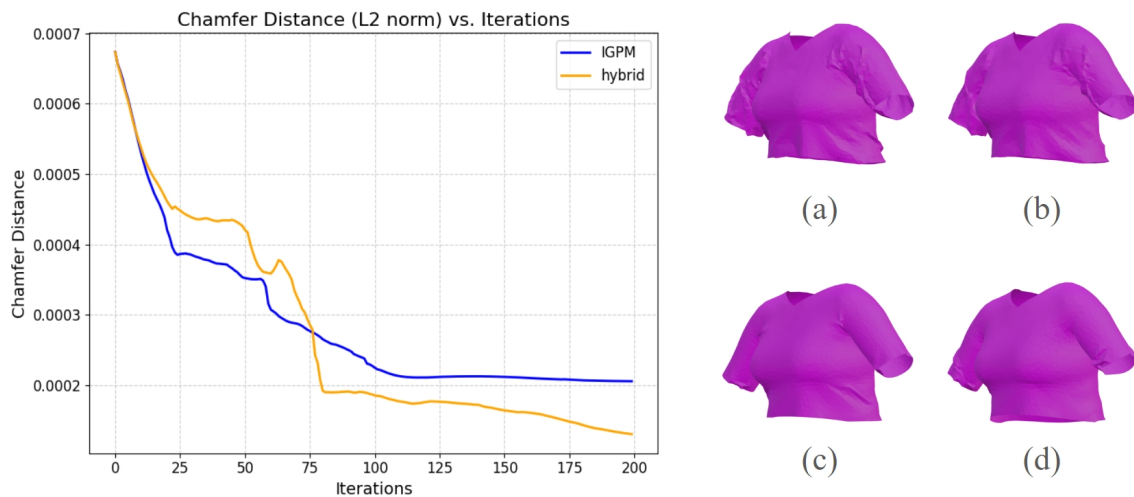 Chamfer Distance (L2 norm) vs. Iterations
0.0007
0.0006
0.0005
0.0004
0.0003
0.0002
Chamfer Distance
IGPM
hybrid
0 25 50 75 100 125 150 175 200
Iterations
(a) (b)
(c) (d)